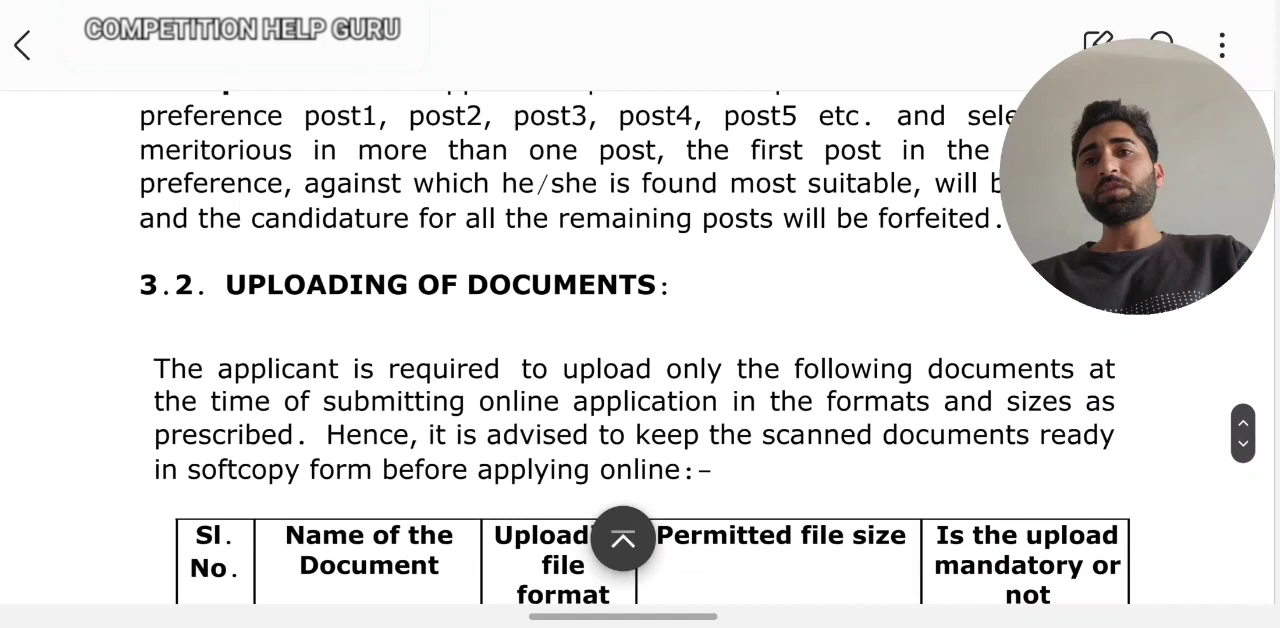 COMPETITION HELP GURU
preference post1, post2, post3, post4, post5 etc. and
meritorious in more than one post, the first post in the
preference, against which he/she is found most suitable, will
and the candidature for all the remaining posts will be forfeited.
3.2. UPLOADING OF DOCUMENTS:
The applicant is required to upload only the following documents at
the time of submitting online application in the formats and sizes as
prescribed. Hence, it is advised to keep the scanned documents ready
in softcopy form before applying online:–
Sl. No. Name of the Document file format Permitted file size Is the upload mandatory or not